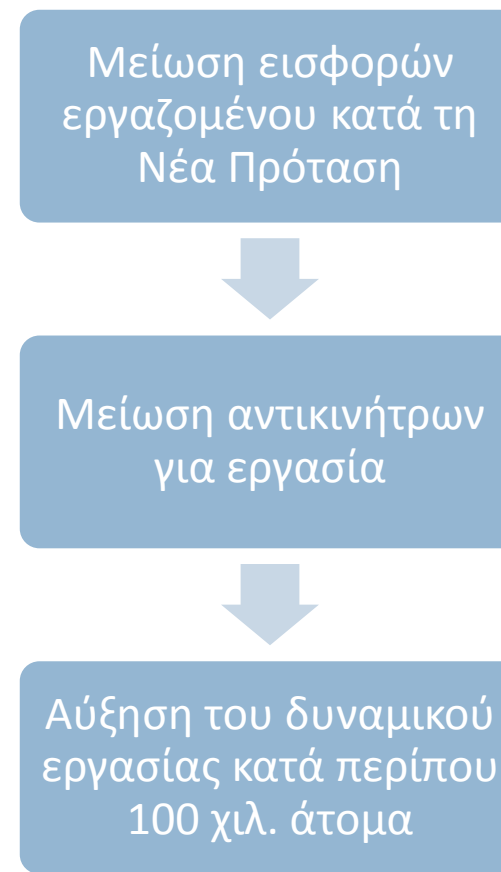 Μείωση εισφορών
εργαζομένου κατά τη
Νέα Πρόταση
Μείωση αντικινήτρων
για εργασία
Αύξηση του δυναμικού
εργασίας κατά περίπου
100 χιλ. άτομα